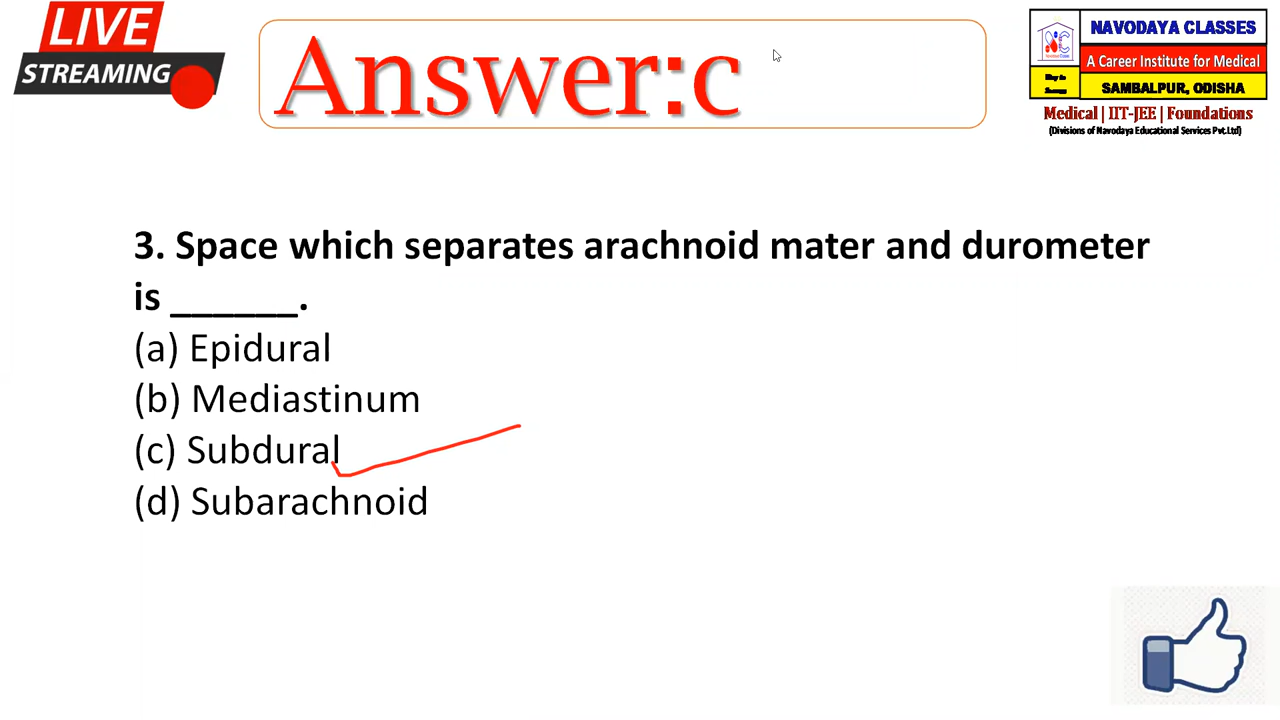 LIVE
STREAMING
Answer:c
NAVODAYA CLASSES
A Career Institute for Medical
SAMBALPUR, ODISHA
Medical | IIT-JEE | Foundations
(Divisions of Navodaya Educational Services Pvt.Ltd)
3. Space which separates arachnoid mater and durometer
is ______.
(a) Epidural
(b) Mediastinum
(c) Subdural
(d) Subarachnoid